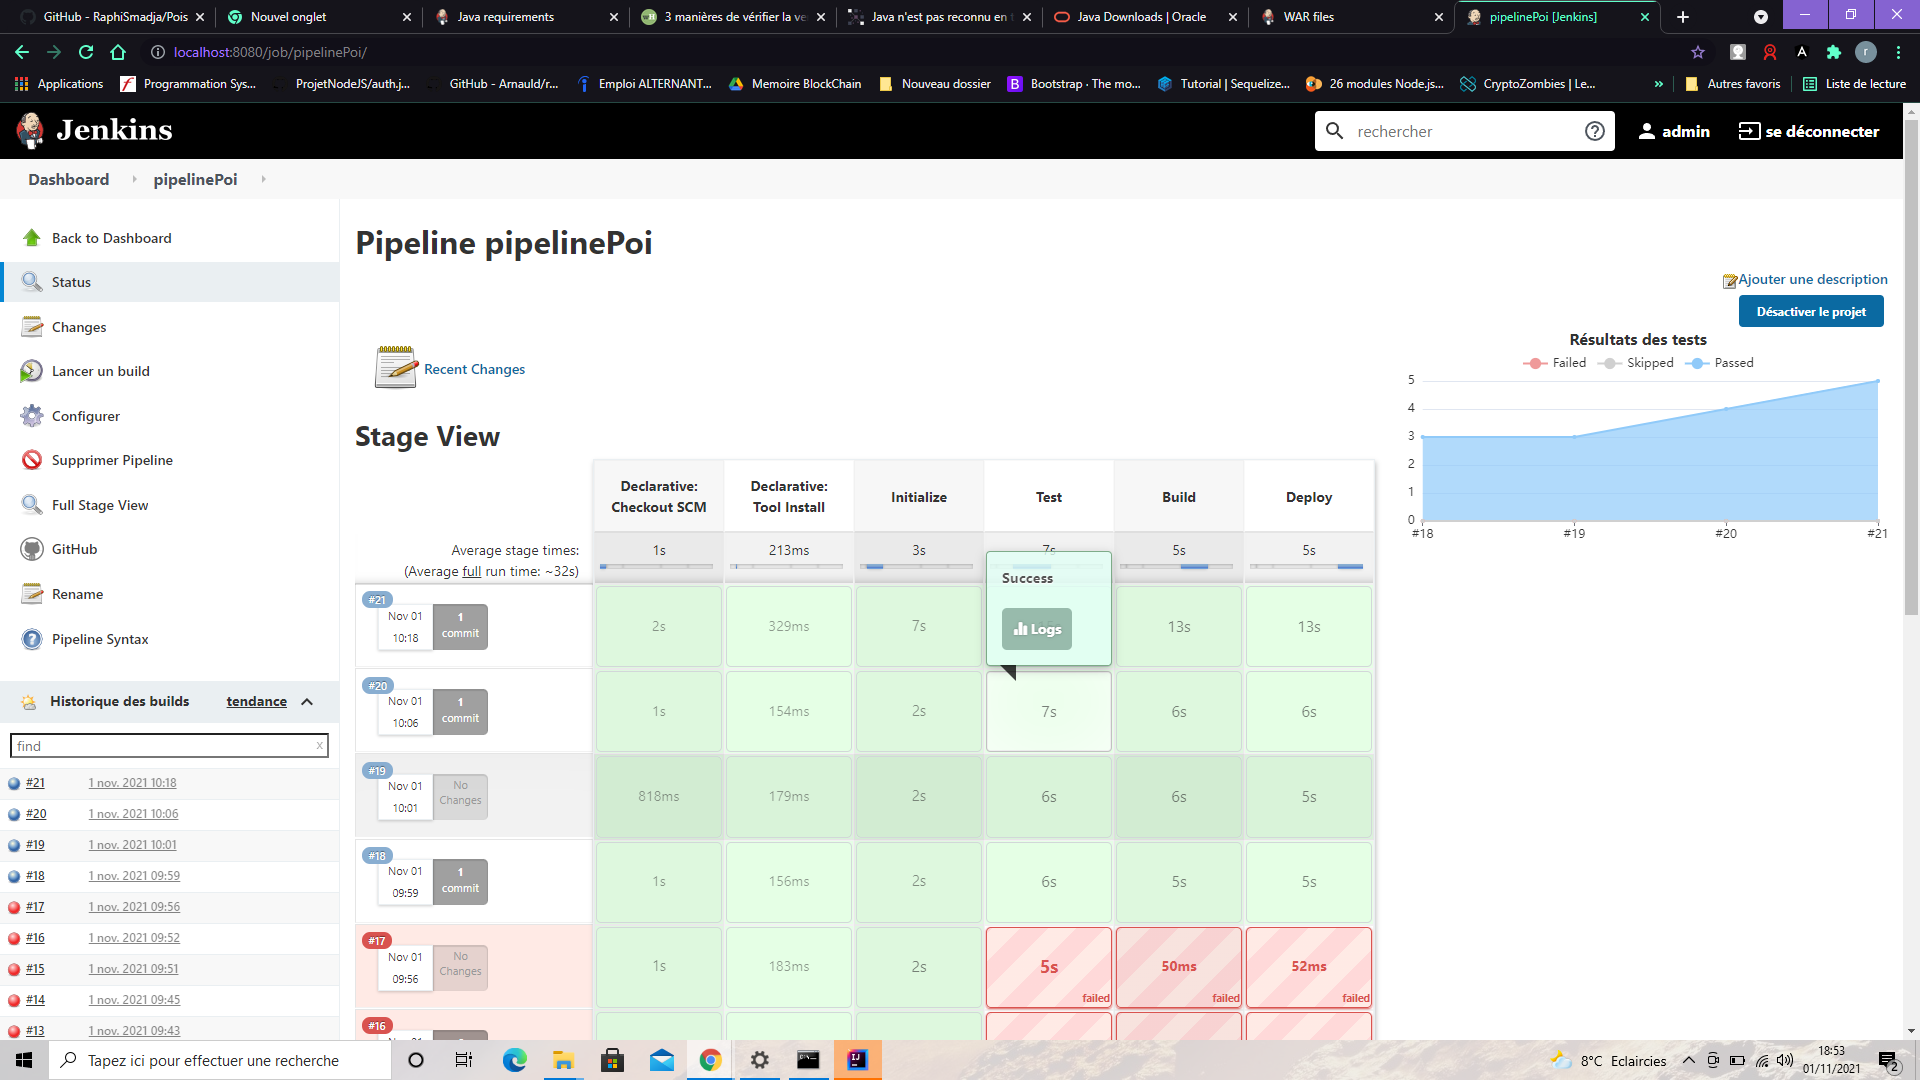 GitHub - RaphiSmadja/Pois
Nouvel onglet
Java requirements
3 manières de vérifier la ve
Java n'est pas reconnu en t
Java Downloads | Oracle
WAR files
pipelinePoi [Jenkins]
localhost:8080/job/pipelinePoi/
r
Applications
Programmation Sys...
ProjetNodeJS/auth.j...
GitHub - Arnauld/r...
Emploi ALTERNANT...
Memoire BlockChain
Nouveau dossier
Bootstrap · The mo...
Tutorial | Sequelize...
26 modules Node.js...
CryptoZombies | Le...
»
Autres favoris
Liste de lecture
Jenkins
rechercher
admin
se déconnecter
Dashboard
pipelinePoi
Back to Dashboard
Status
Changes
Lancer un build
Configurer
Supprimer Pipeline
Full Stage View
GitHub
Rename
Pipeline Syntax
Historique des builds
tendance
find
x
#21 1 nov. 2021 10:18
#20 1 nov. 2021 10:06
#19 1 nov. 2021 10:01
#18 1 nov. 2021 09:59
#17 1 nov. 2021 09:56
#16 1 nov. 2021 09:52
#15 1 nov. 2021 09:51
#14 1 nov. 2021 09:45
#13 1 nov. 2021 09:43
Pipeline pipelinePoi
Ajouter une description
Désactiver le projet
Recent Changes
Résultats des tests
Failed Skipped Passed
5
4
3
2
1
0
#18 #19 #20 #21
Stage View
Declarative: Checkout SCM
Declarative: Tool Install
Initialize
Test
Build
Deploy
Average stage times:
(Average full run time: ~32s)
1s 213ms 3s 7s 5s 5s
Success
Logs
#21
Nov 01
10:18
1
commit
2s 329ms 7s 13s 13s
#20
Nov 01
10:06
1
commit
1s 154ms 2s 7s 6s 6s
#19
Nov 01
10:01
No
Changes
818ms 179ms 2s 6s 6s 5s
#18
Nov 01
09:59
1
commit
1s 156ms 2s 6s 5s 5s
#17
Nov 01
09:56
No
Changes
1s 183ms 2s 5s 50ms 52ms
failed failed failed
#16
Tapez ici pour effectuer une recherche
8°C Eclaircies
18:53
01/11/2021
2